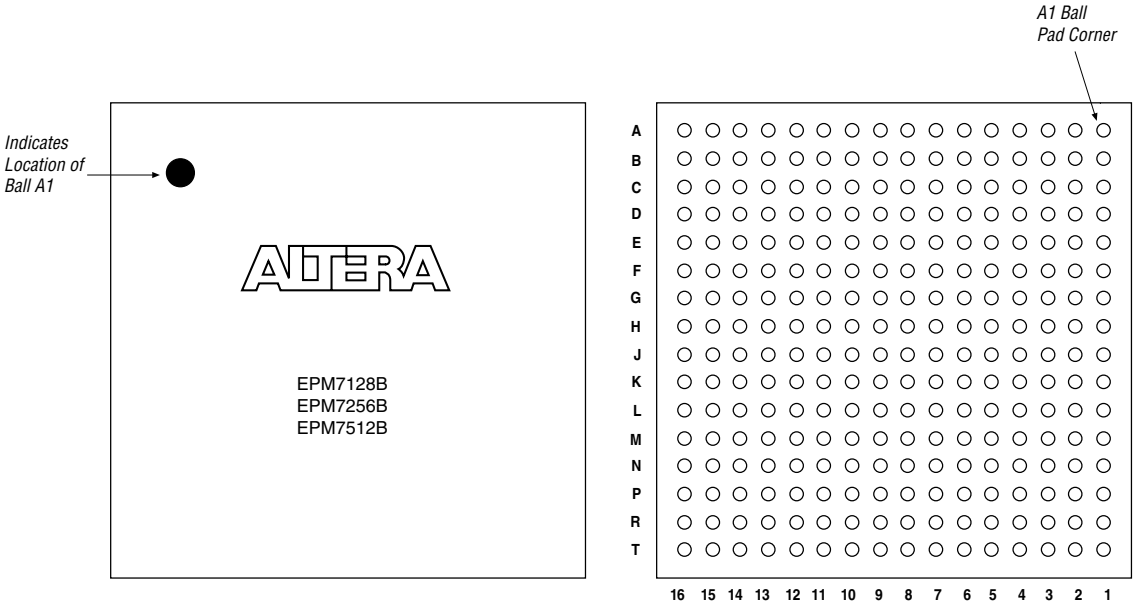 A1 Ball
Pad Corner
Indicates
Location of
Ball A1
ALTERA
EPM7128B
EPM7256B
EPM7512B
A
B
C
D
E
F
G
H
J
K
L
M
N
P
R
T
16 15 14 13 12 11 10 9 8 7 6 5 4 3 2 1